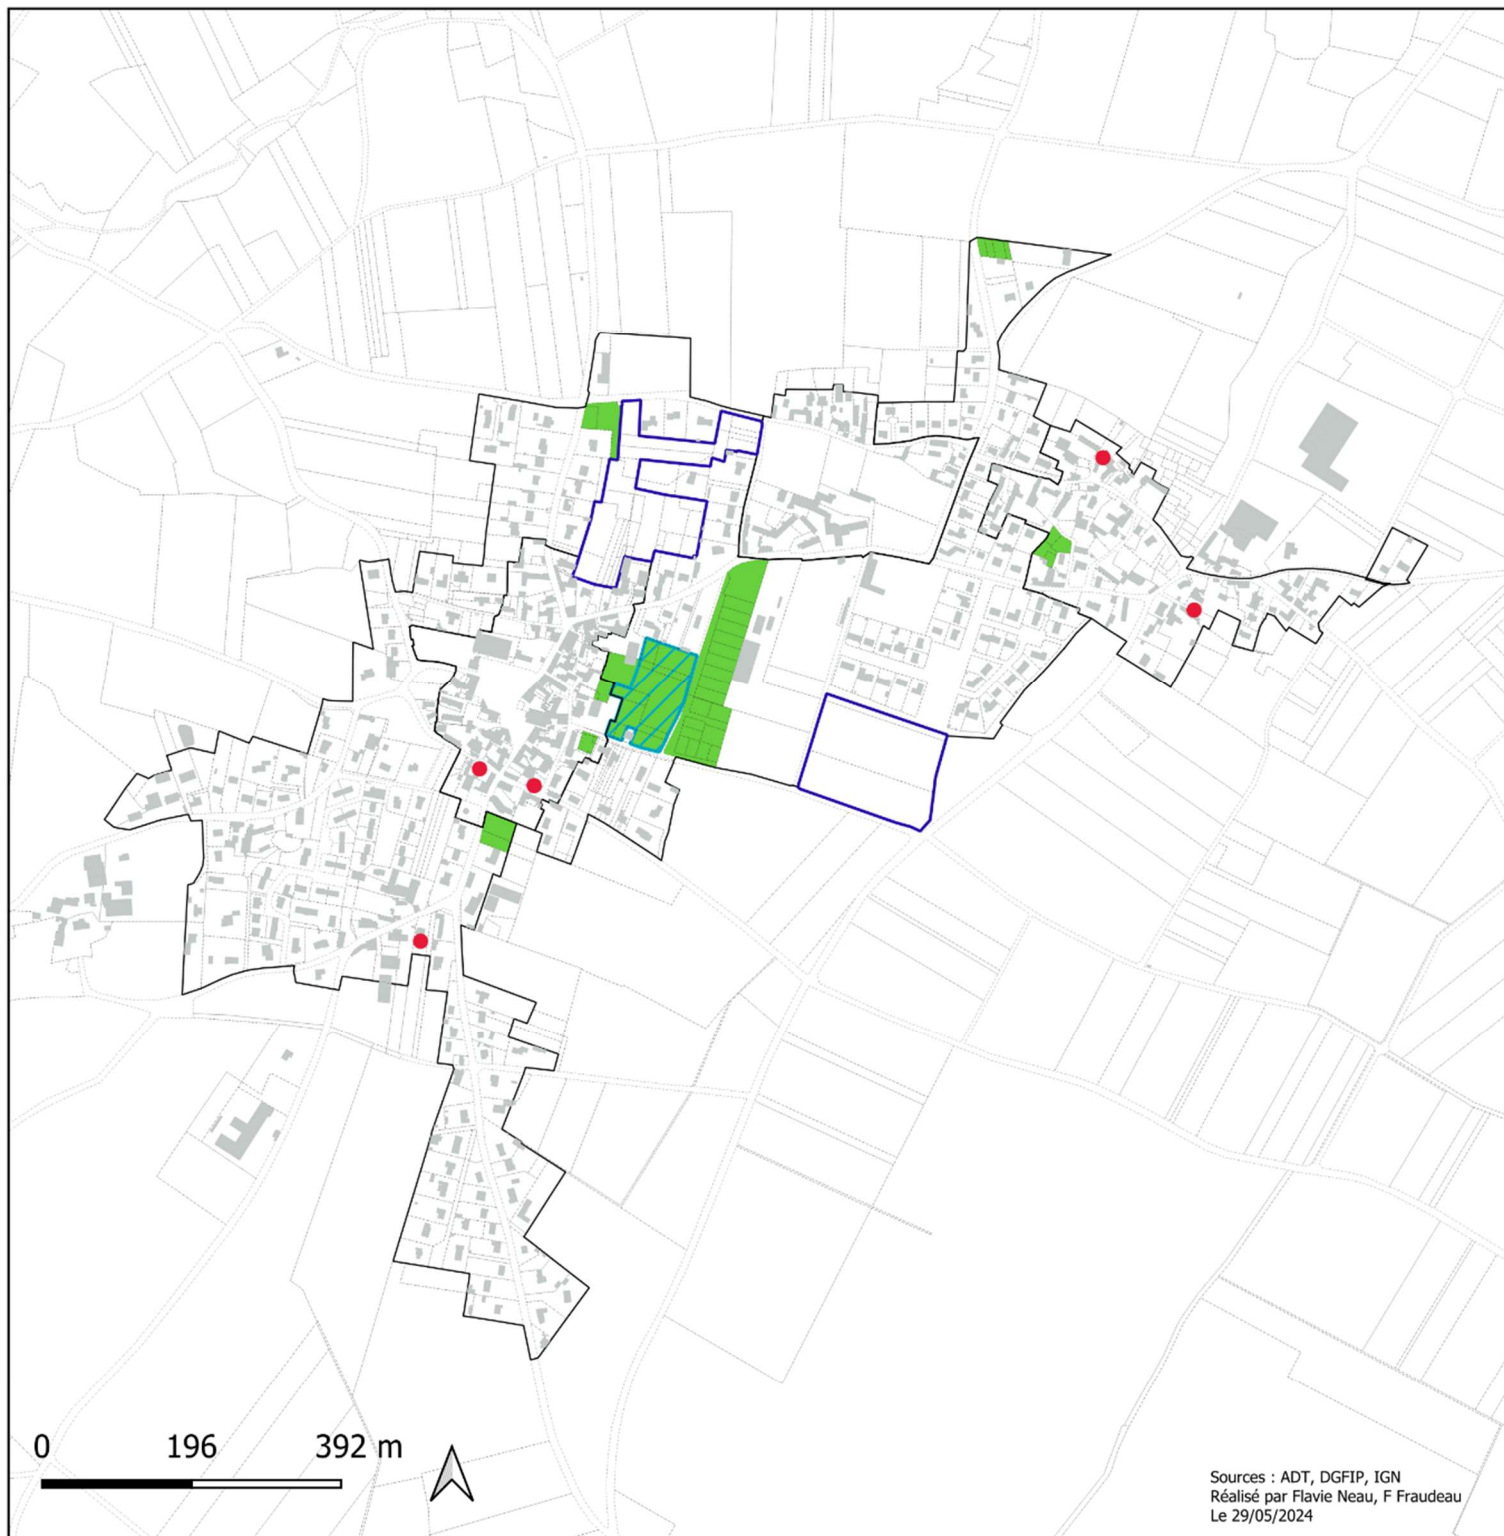 0 196 392 m
Sources : ADT, DGFIP, IGN
Réalisé par Flavie Neau, F Fraudeau
Le 29/05/2024